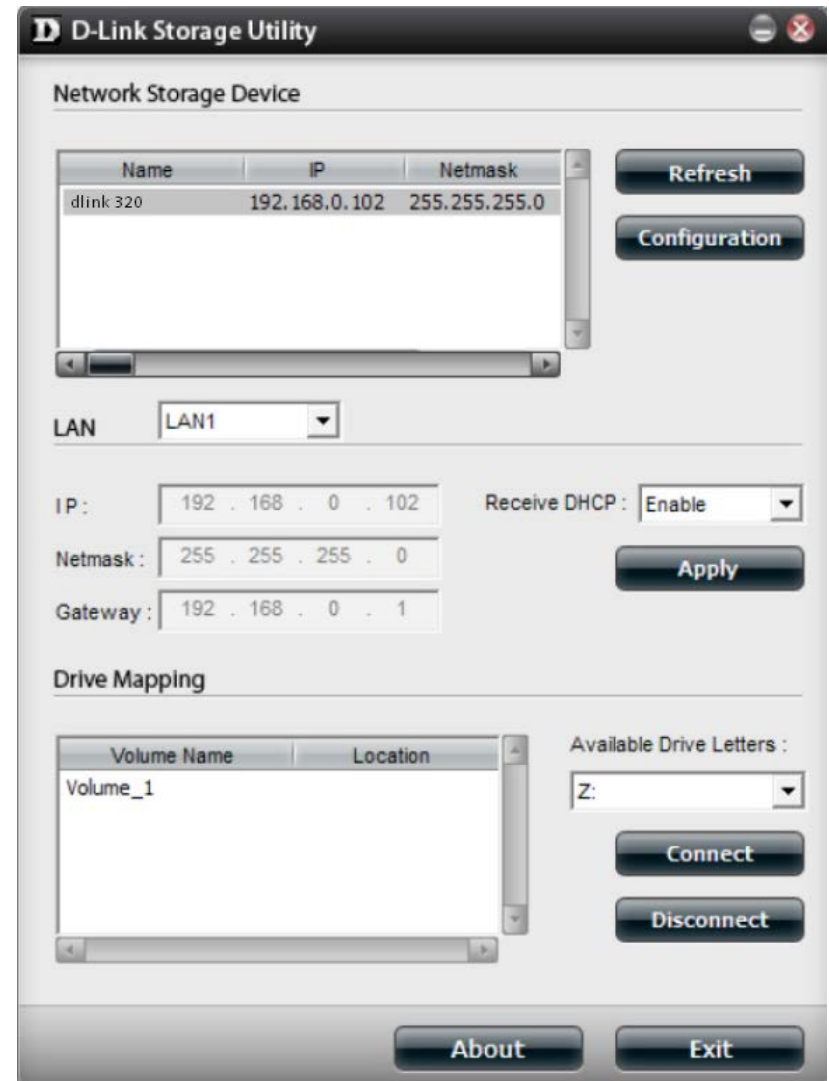 D D-Link Storage Utility
Network Storage Device
Name IP Netmask
dlink 320 192.168.0.102 255.255.255.0
Refresh
Configuration
LAN LAN1
IP: 192 . 168 . 0 . 102
Receive DHCP : Enable
Netmask : 255 . 255 . 255 . 0
Apply
Gateway : 192 . 168 . 0 . 1
Drive Mapping
Volume Name Location
Volume_1
Available Drive Letters :
Z:
Connect
Disconnect
About Exit